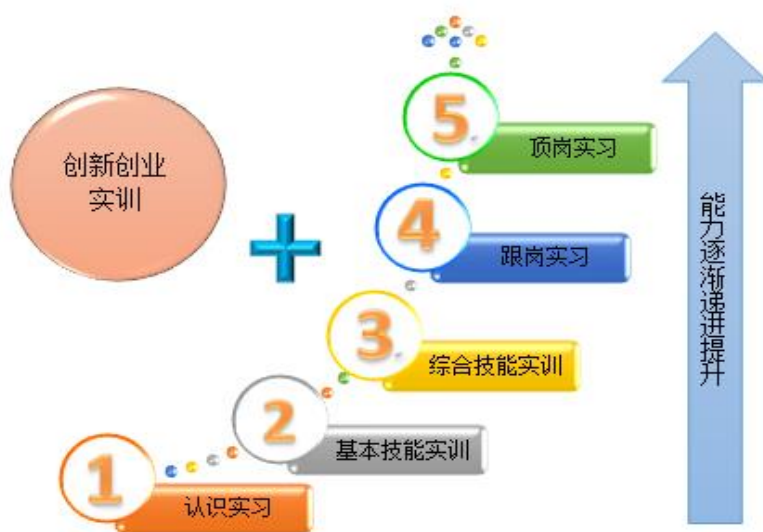 创新创业
实训
5
顶岗实习
4
跟岗实习
3
综合技能实训
2
基本技能实训
1
认识实习
能力逐渐递进提升